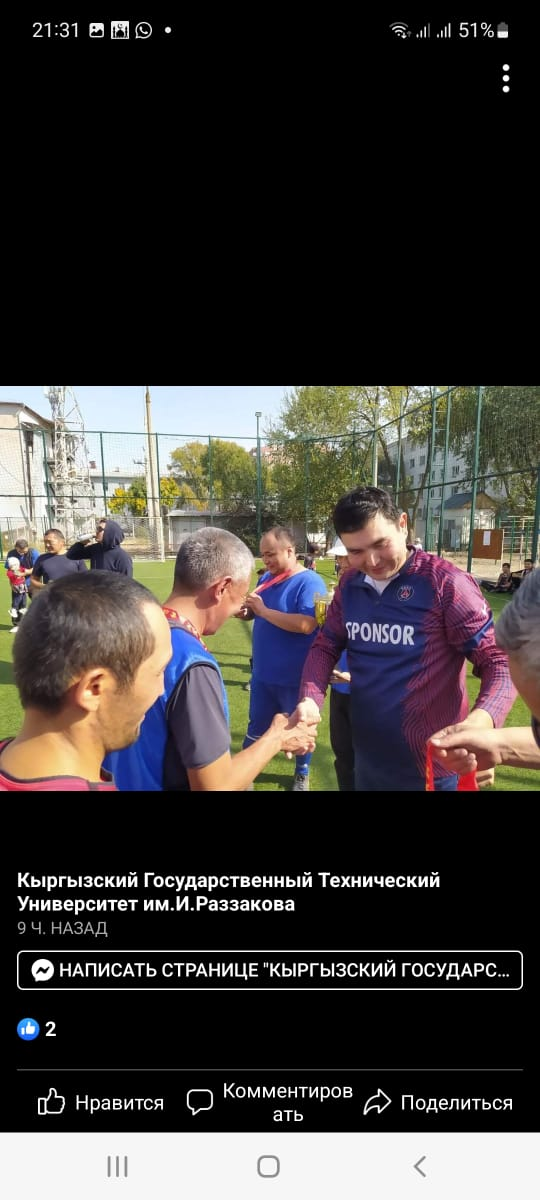 21:31
51%
SPONSOR
Кыргызский Государственный Технический
Университет им.И.Раззакова
9 Ч. НАЗАД
НАПИСАТЬ СТРАНИЦЕ "КЫРГЫЗСКИЙ ГОСУДАРС...
2
Нравится
Комментиров
ать
Поделиться